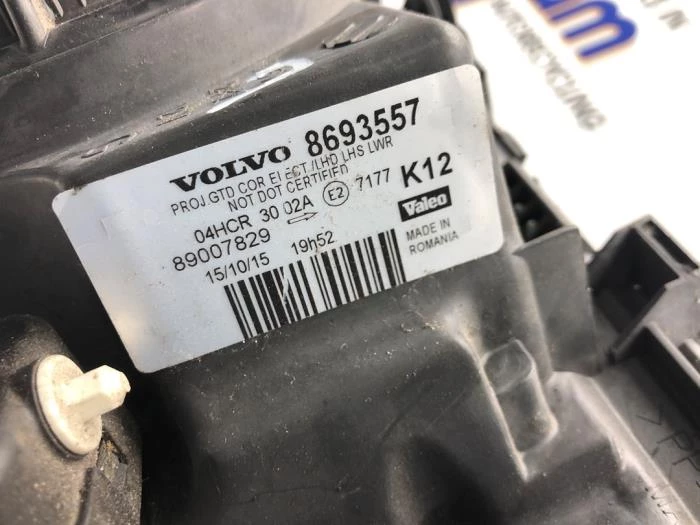 VOLVO 8693557
PROJ.GTD COR ELECT./LHD LHS LWR
NOT DOT CERTIFIED
04HCR 30 02A E2 7177 K12
89007829
15/10/15 19h52
Valeo
MADE IN
ROMANIA